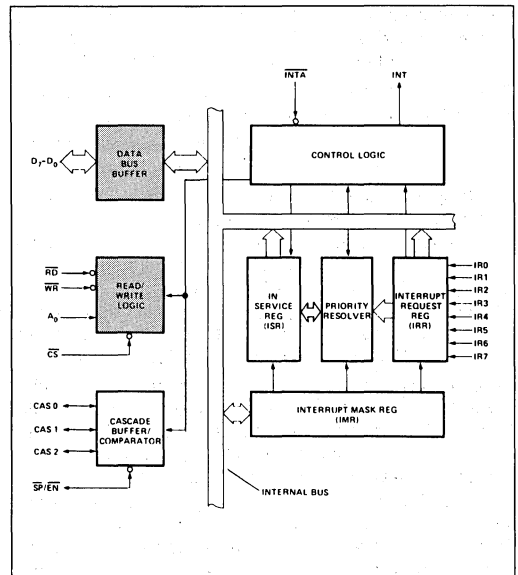 INTA
INT
D7-D0
DATA
BUS
BUFFER
CONTROL LOGIC
RD
WR
A0
CS
READ/
WRITE
LOGIC
IN
SERVICE
REG
(ISR)
PRIORITY
RESOLVER
INTERRUPT
REQUEST
REG
(IRR)
IR0
IR1
IR2
IR3
IR4
IR5
IR6
IR7
CAS 0
CAS 1
CAS 2
CASCADE
BUFFER/
COMPARATOR
SP/EN
INTERRUPT MASK REG
(IMR)
INTERNAL BUS